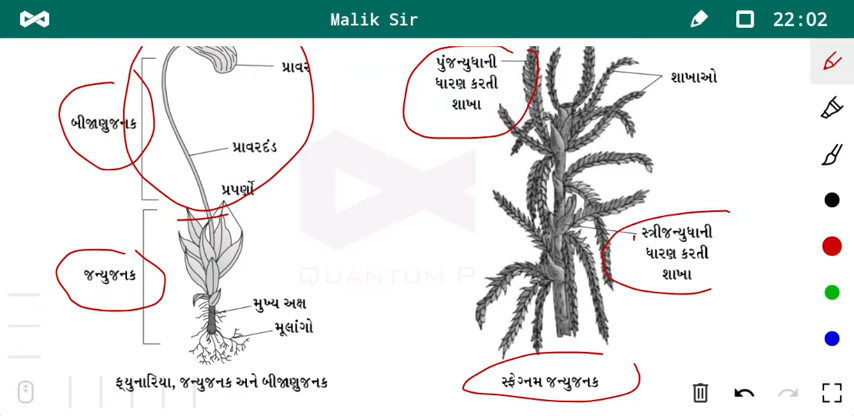 Malik Sir
22:02
પ્રાવર
બીજાણુજનક
પ્રાવરદંડ
પ્રપર્ણો
જન્યુજનક
મુખ્ય અક્ષ
મૂલાંગો
ફ્યુનારિયા, જન્યુજનક અને બીજાણુજનક
પુંજન્યુધાની
ધારણ કરતી
શાખા
શાખાઓ
સ્ત્રીજન્યુધાની
ધારણ કરતી
શાખા
સ્ફેગ્નમ જન્યુજનક
QUANTUM P